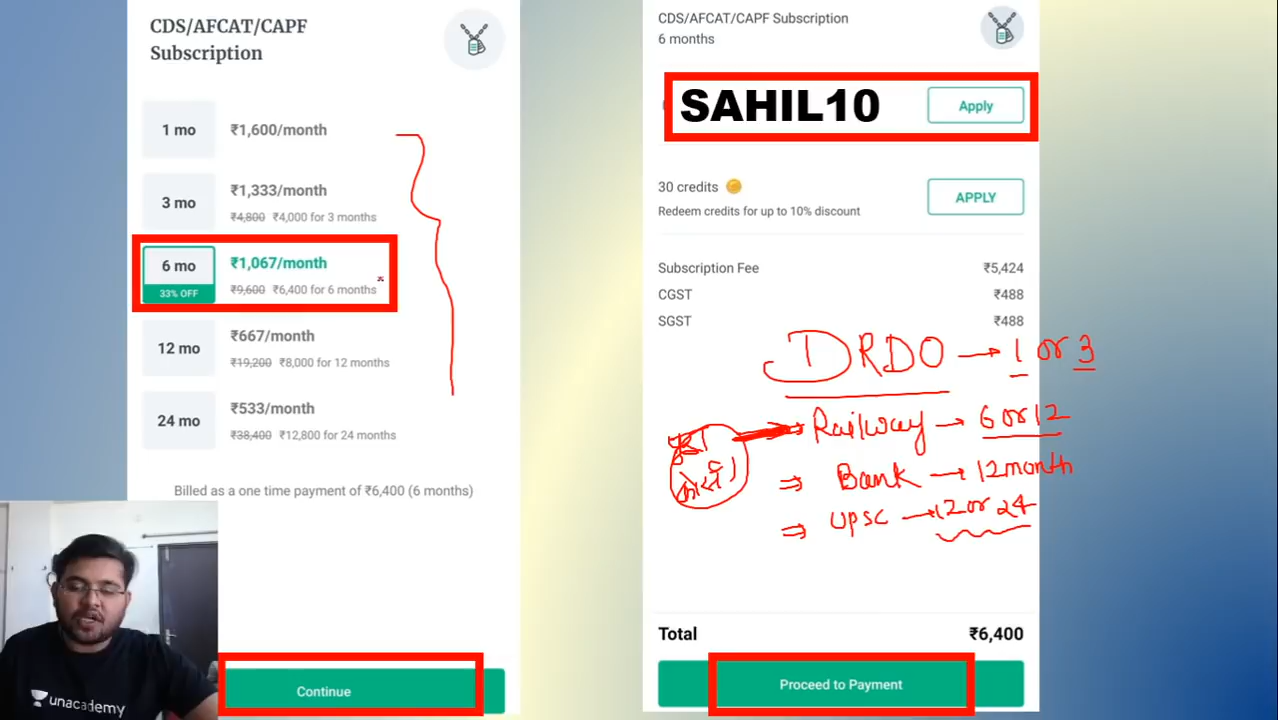 CDS/AFCAT/CAPF
Subscription
1 mo ₹1,600/month
3 mo ₹1,333/month
₹4,800 ₹4,000 for 3 months
6 mo ₹1,067/month
33% OFF ₹9,600 ₹6,400 for 6 months
12 mo ₹667/month
₹19,200 ₹8,000 for 12 months
24 mo ₹533/month
₹38,400 ₹12,800 for 24 months
Billed as a one time payment of ₹6,400 (6 months)
Continue
unacademy
CDS/AFCAT/CAPF Subscription
6 months
SAHIL10 Apply
30 credits APPLY
Redeem credits for up to 10% discount
Subscription Fee ₹5,424
CGST ₹488
SGST ₹488
DRDO → 1 or 3
Railway → 6 or 12
⇒ Bank → 12 month
⇒ UPSC → 12 or 24
Total ₹6,400
Proceed to Payment